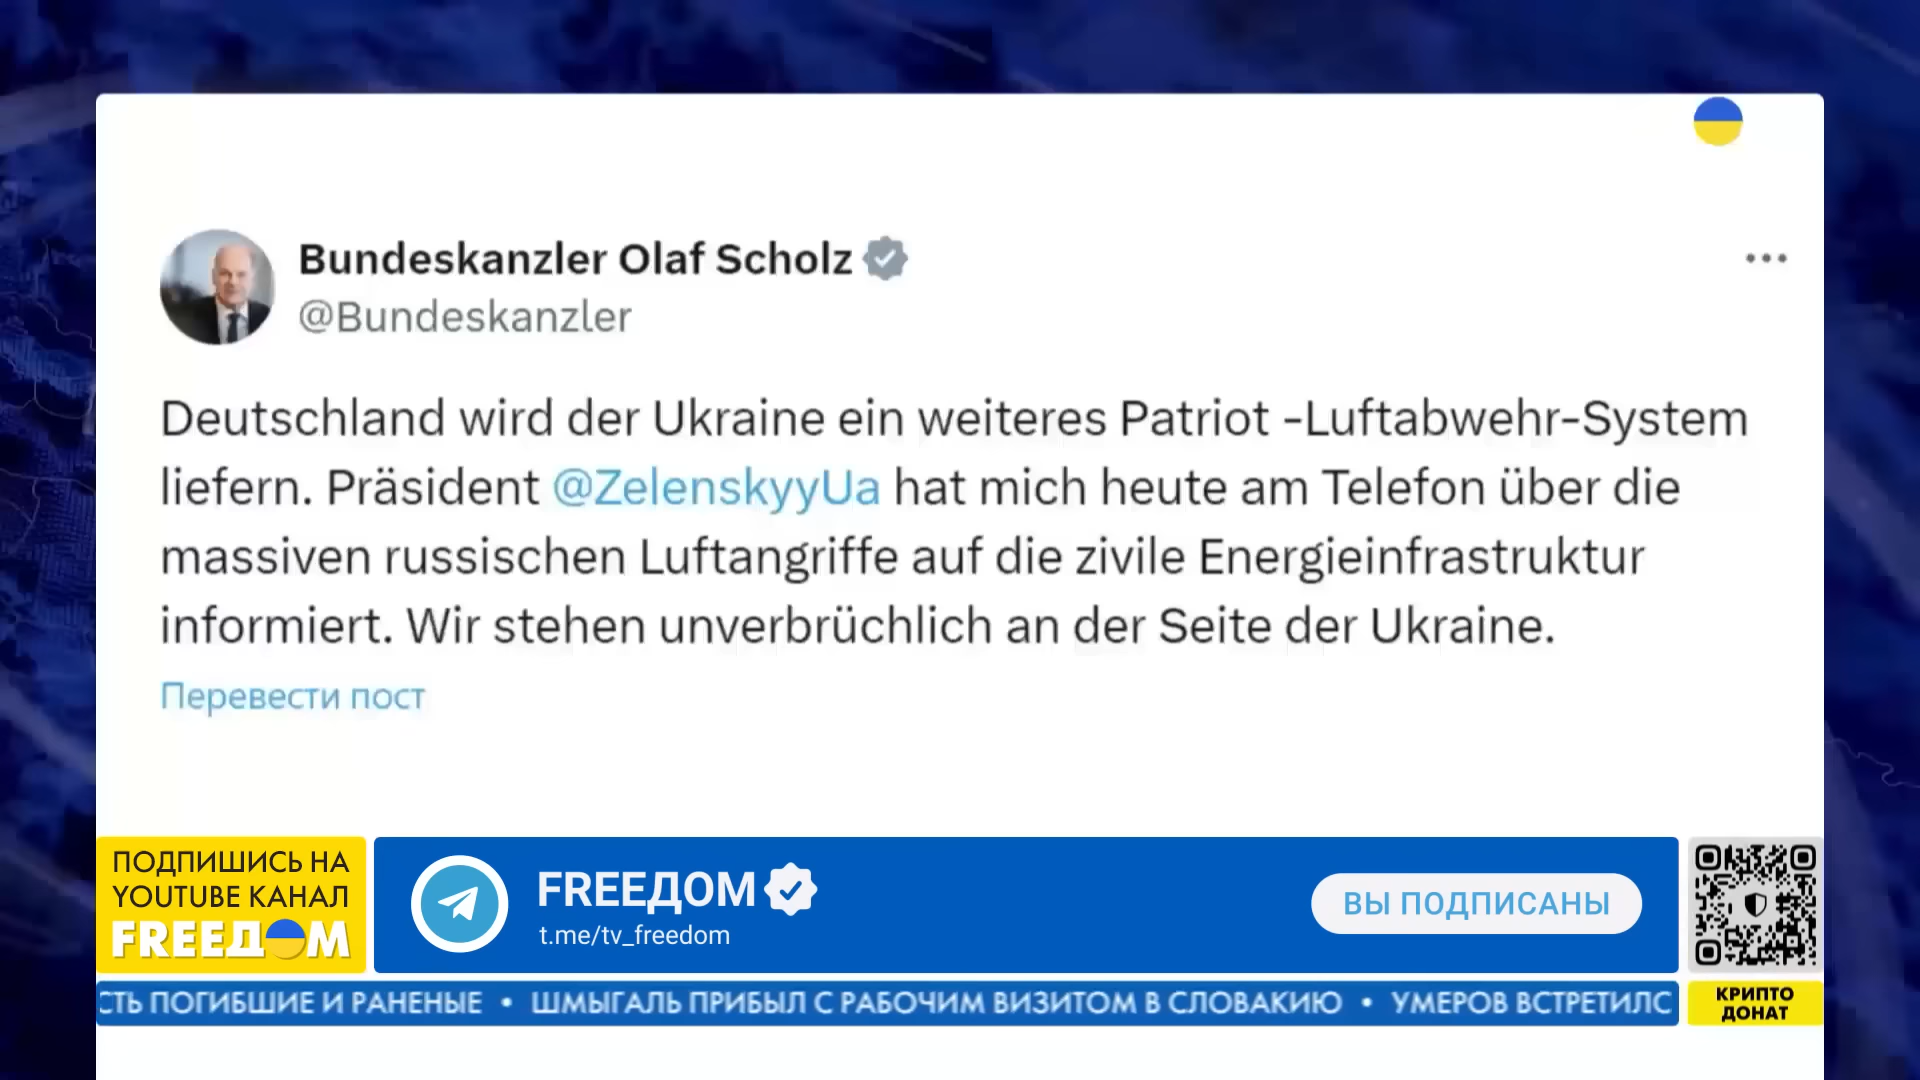 Bundeskanzler Olaf Scholz
@Bundeskanzler
Deutschland wird der Ukraine ein weiteres Patriot -Luftabwehr-System
liefern. Präsident @ZelenskyyUa hat mich heute am Telefon über die
massiven russischen Luftangriffe auf die zivile Energieinfrastruktur
informiert. Wir stehen unverbrüchlich an der Seite der Ukraine.
Перевести пост
ПОДПИШИСЬ НА
YOUTUBE КАНАЛ
FREEДОМ
FREEДОМ
t.me/tv_freedom
ВЫ ПОДПИСАНЫ
СТЬ ПОГИБШИЕ И РАНЕНЫЕ • ШМЫГАЛЬ ПРИБЫЛ С РАБОЧИМ ВИЗИТОМ В СЛОВАКИЮ • УМЕРОВ ВСТРЕТИЛС
КРИПТО
ДОНАТ